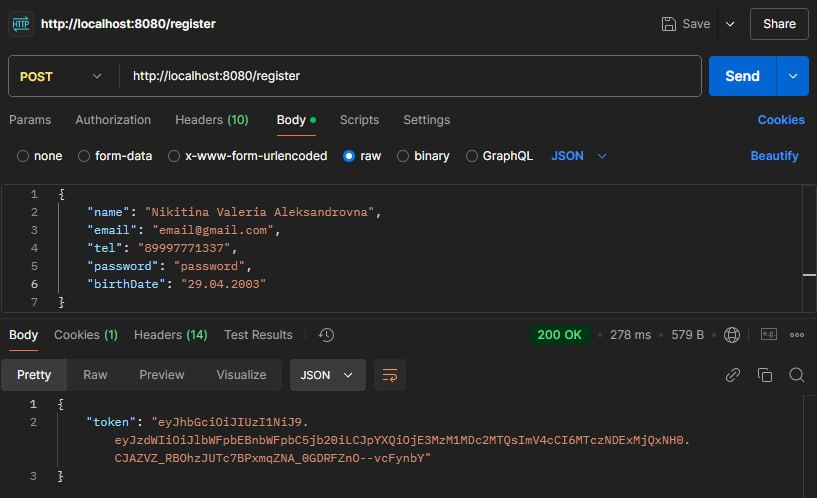 HTTP http://localhost:8080/register Save Share
POST http://localhost:8080/register Send
Params Authorization Headers (10) Body Scripts Settings Cookies
none form-data x-www-form-urlencoded raw binary GraphQL JSON Beautify
1 {
2 "name": "Nikitina Valeria Aleksandrovna",
3 "email": "email@gmail.com",
4 "tel": "89997771337",
5 "password": "password",
6 "birthDate": "29.04.2003"
7 }
Body Cookies (1) Headers (14) Test Results 200 OK 278 ms 579 B e.g.
Pretty Raw Preview Visualize JSON
1 {
2 "token": "eyJhbGciOiJIUzI1NiJ9.
eyJzdWIiOiJlbWFpbEBnbWFpbC5jb20iLCJpYXQiOjE3MzM1MDc2MTQsImV4cCI6MTczNDExMjQxNH0.
CJAZVZ_RBOhzJUTc7BPxmqZNA_0GDRFZnO--vcFynbY"
3 }